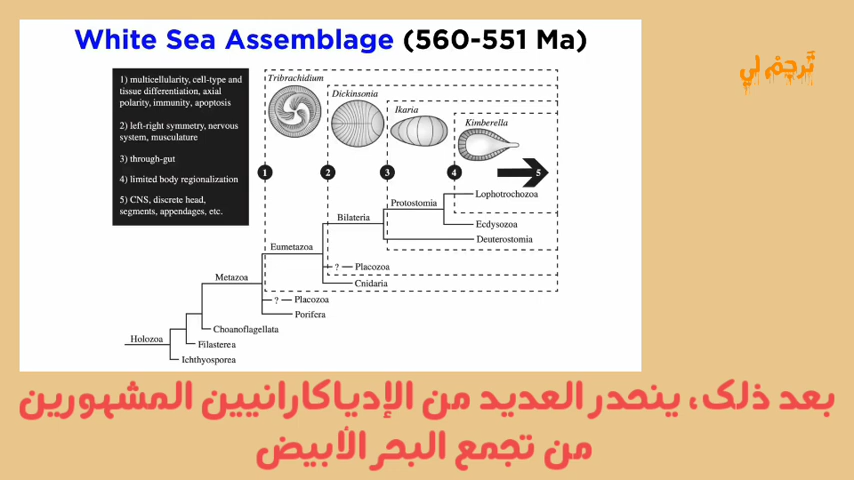 White Sea Assemblage (560-551 Ma)
تَّرجِمْ لي
1) multicellularity, cell-type and
tissue differentiation, axial
polarity, immunity, apoptosis
2) left-right symmetry, nervous
system, musculature
3) through-gut
4) limited body regionalization
5) CNS, discrete head,
segments, appendages, etc.
Tribrachidium
Dickinsonia
Ikaria
Kimberella
1
2
3
4
5
Lophotrochozoa
Protostomia
Bilateria
Ecdysozoa
Deuterostomia
Eumetazoa
? Placozoa
Metazoa
Cnidaria
? Placozoa
Porifera
Choanoflagellata
Holozoa
Filasterea
Ichthyosporea
بعد ذلك، ينحدر العديد من الإدياكارانيين المشهورين
من تجمع البحر الأبيض